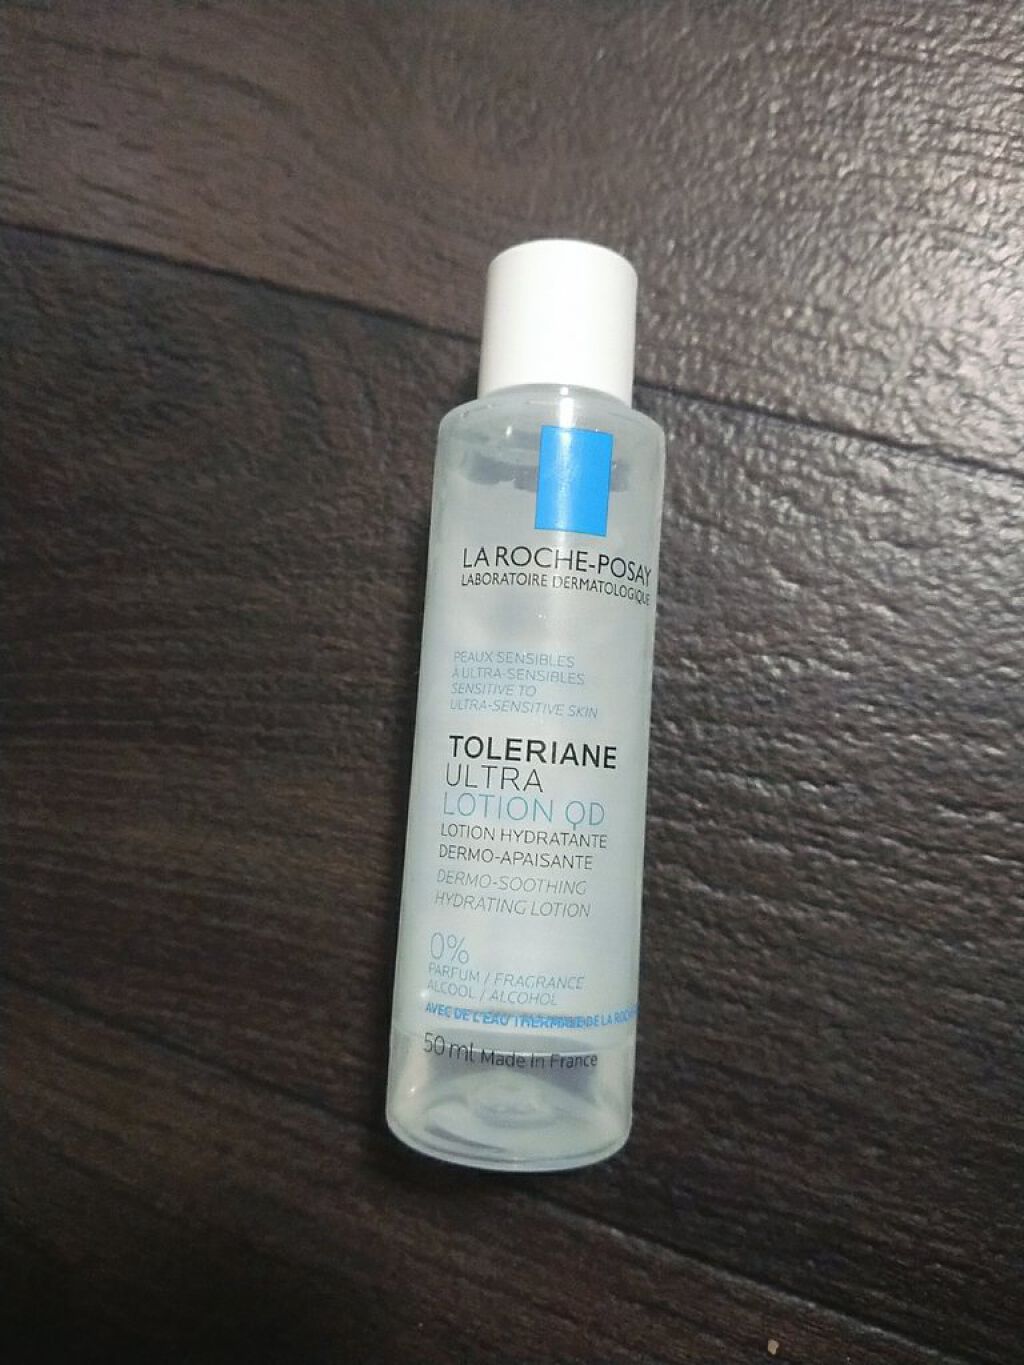 LA ROCHE-POSAY
LABORATOIRE DERMATOLOGIQUE
PEAUX SENSIBLES
À ULTRA-SENSIBLES
SENSITIVE TO
ULTRA-SENSITIVE SKIN
TOLERIANE
ULTRA
LOTION QD
LOTION HYDRATANTE
DERMO-APAISANTE
DERMO-SOOTHING
HYDRATING LOTION
0%
PARFUM / FRAGRANCE
ALCOOL / ALCOHOL
AVEC DE L'EAU THERMALE DE LA
50 ml Made In France